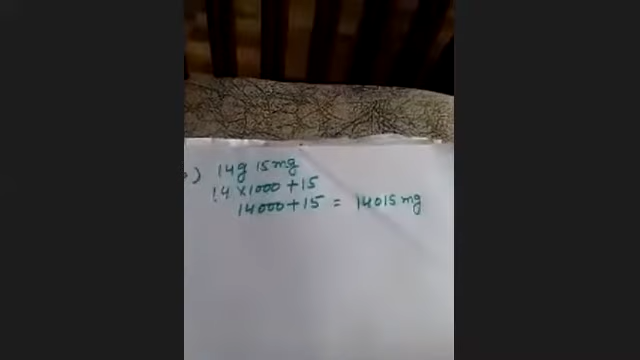 ) 14g 15mg
14 x 1000 + 15
14000 + 15 = 14015 mg